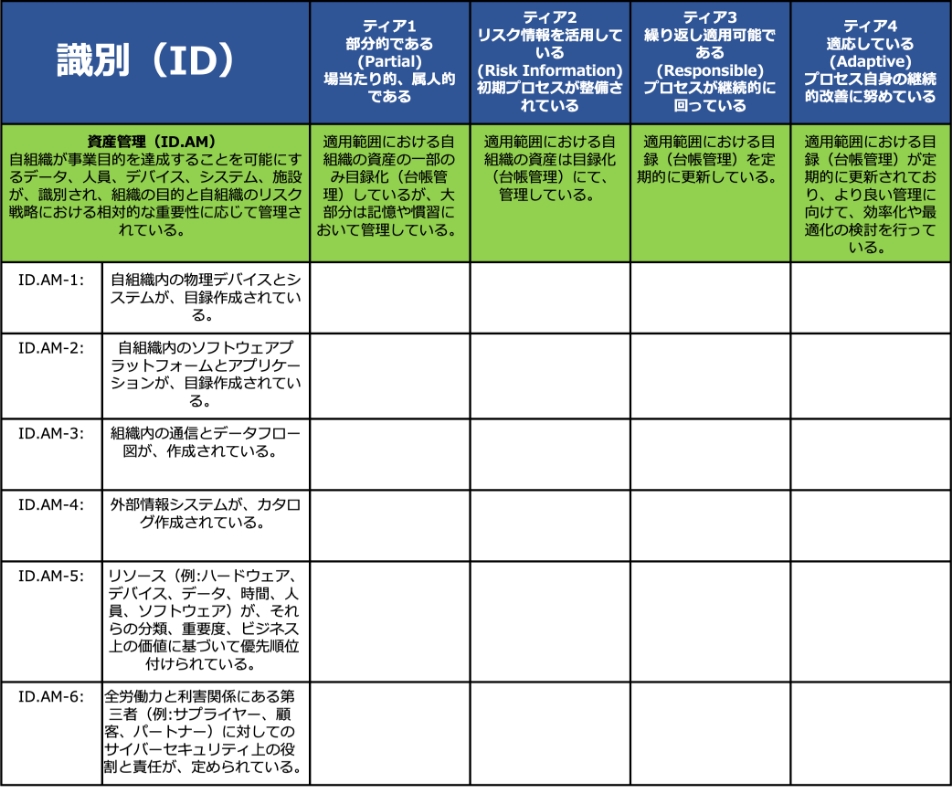 識別（ID）
ティア1
部分的である
(Partial)
場当たり的、属人的
である
ティア2
リスク情報を活用して
いる
(Risk Information)
初期プロセスが整備さ
れている
ティア3
繰り返し適用可能で
ある
(Responsible)
プロセスが継続的に
回っている
ティア4
適応している
(Adaptive)
プロセス自身の継続
的改善に努めている
資産管理（ID.AM）
自組織が事業目的を達成することを可能にす
るデータ、人員、デバイス、システム、施設
が、識別され、組織の目的と自組織のリスク
戦略における相対的な重要性に応じて管理さ
れている。
適用範囲における自
組織の資産の一部の
み目録化（台帳管
理）しているが、大
部分は記憶や慣習に
おいて管理している。
適用範囲における自
組織の資産は目録化
（台帳管理）にて、
管理している。
適用範囲における目
録（台帳管理）を定
期的に更新している。
適用範囲における目
録（台帳管理）が定
期的に更新されてお
り、より良い管理に
向けて、効率化や最
適化の検討を行って
いる。
ID.AM-1:
自組織内の物理デバイスとシ
ステムが、目録作成されてい
る。
ID.AM-2:
自組織内のソフトウェアプ
ラットフォームとアプリケー
ションが、目録作成されてい
る。
ID.AM-3:
組織内の通信とデータフロー
図が、作成されている。
ID.AM-4:
外部情報システムが、カタロ
グ作成されている。
ID.AM-5:
リソース（例:ハードウェア、
デバイス、データ、時間、人
員、ソフトウェア）が、それ
らの分類、重要度、ビジネス
上の価値に基づいて優先順位
付けられている。
ID.AM-6:
全労働力と利害関係にある第
三者（例:サプライヤー、顧
客、パートナー）に対しての
サイバーセキュリティ上の役
割と責任が、定められている。